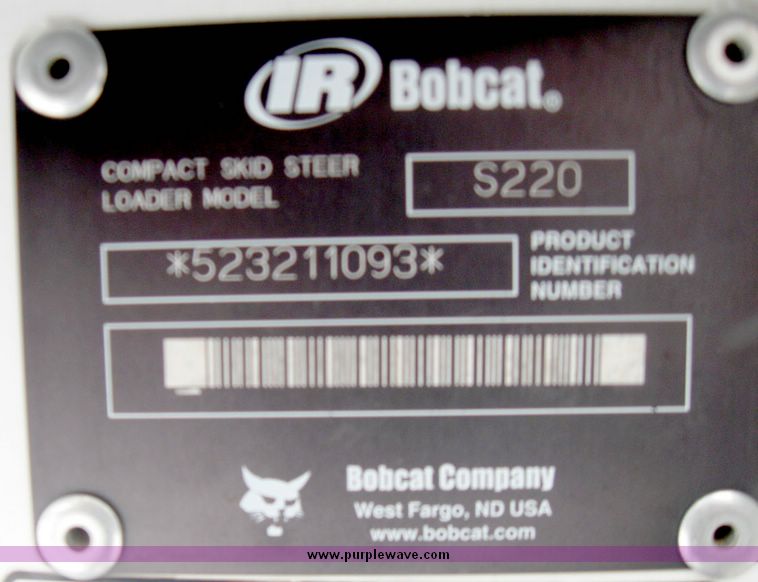 IR Bobcat®
COMPACT SKID STEER
LOADER MODEL
S220
*523211093*
PRODUCT
IDENTIFICATION
NUMBER
Bobcat Company
West Fargo, ND USA
www.bobcat.com
www.purplewave.com